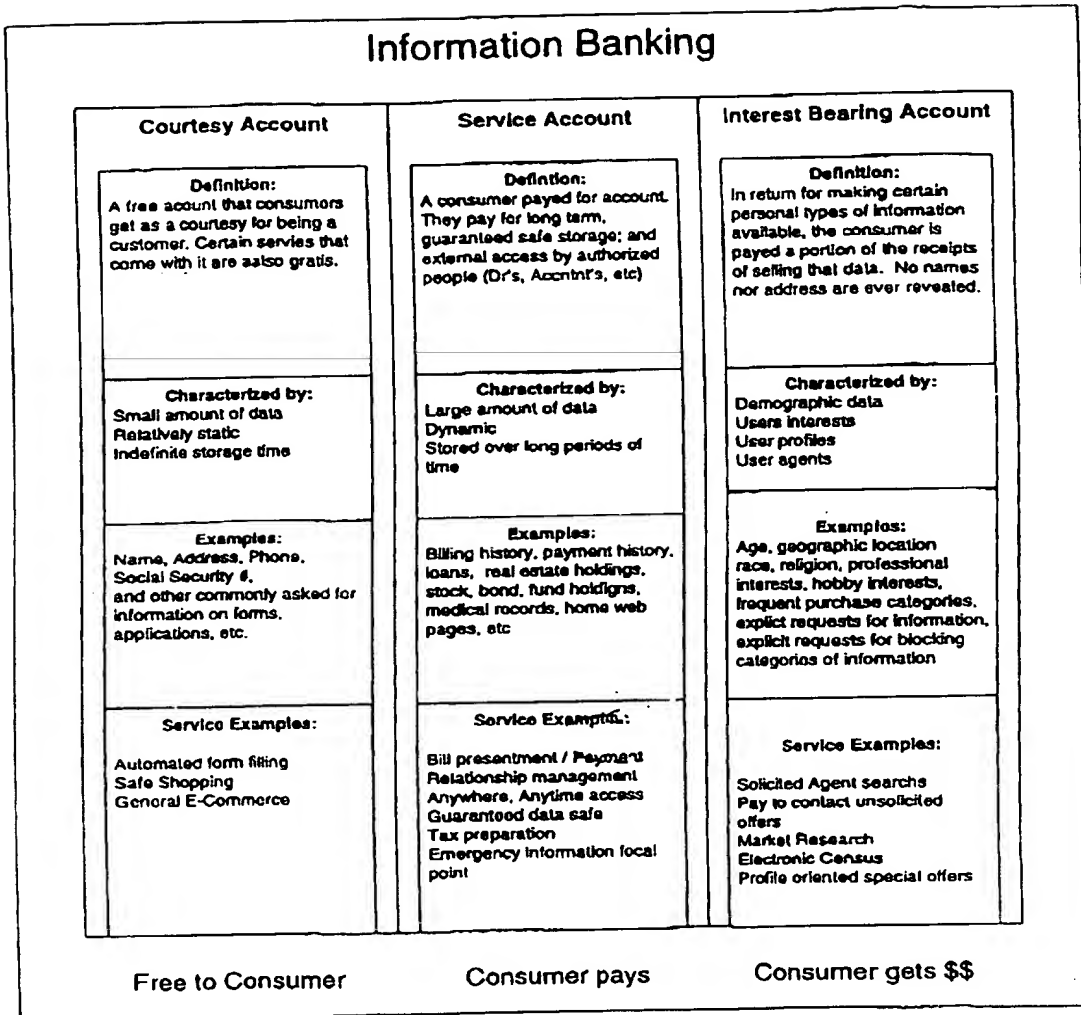 Information Banking
Courtesy Account
Definition:
A free acount that consumors
get as a courtesy for being a
customer. Certain servies that
come with it are aalso gratis.
Characterized by:
Small amount of data
Relatively static
Indefinite storage time
Examples:
Name, Address, Phone,
Social Security #,
and other commonly asked for
information on forms,
applications, etc.
Service Examples:
Automated form filling
Safe Shopping
General E-Commerce
Free to Consumer
Service Account
Defintion:
A consumer payed for account.
They pay for long term,
guaranteed safe storage; and
external access by authorized
people (Dr's, Accntnt's, etc)
Characterized by:
Large amount of data
Dynamic
Stored over long periods of
time
Examples:
Billing history, payment history,
loans, real estate holdings,
stock, bond, fund holdigns,
medical records, home web
pages, etc
Service Examples:
Bill presentment / Payment
Relationship management
Anywhere, Anytime access
Guaranteed data safe
Tax preparation
Emergency information focal
point
Consumer pays
Interest Bearing Account
Definition:
In return for making certain
personal types of information
available, the consumer is
payed a portion of the receipts
of selling that data. No names
nor address are ever revealed.
Characterized by:
Demographic data
Users interests
User profiles
User agents
Examples:
Age, geographic location
race, religion, professional
interests, hobby interests,
frequent purchase categories,
explict requests for information,
explicit requests for blocking
categories of information
Service Examples:
Solicited Agent searchs
Pay to contact unsolicited
offers
Market Research
Electronic Census
Profile oriented special offers
Consumer gets $$